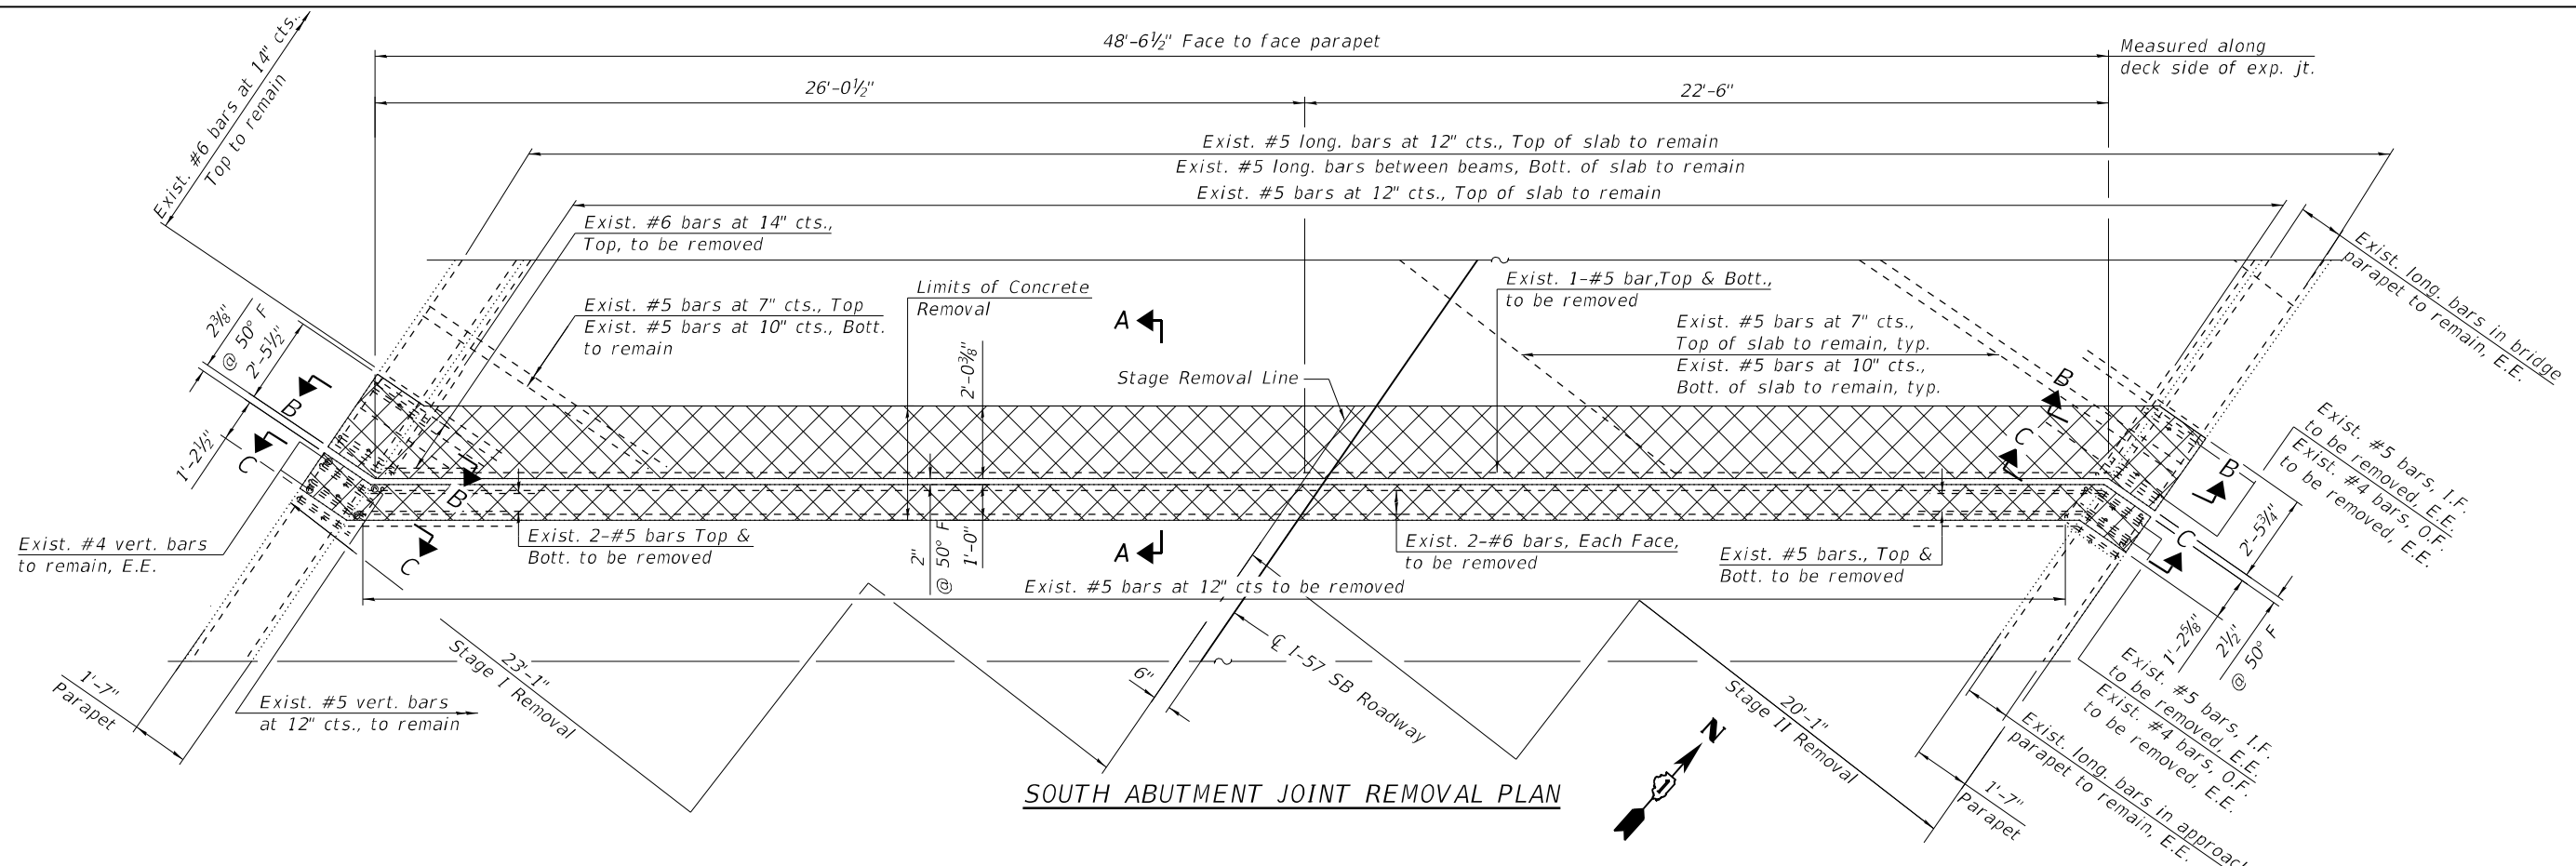 48'-6½" Face to face parapet
Measured along
deck side of exp. jt.
26'-0½"
22'-6"
Exist. #6 bars at 14" cts.
Top to remain
Exist. #5 long. bars at 12" cts., Top of slab to remain
Exist. #5 long. bars between beams, Bott. of slab to remain
Exist. #5 bars at 12" cts., Top of slab to remain
Exist. #6 bars at 14" cts.,
Top, to be removed
Exist. long. bars in bridge
parapet to remain, E.E.
Limits of Concrete
Removal
Exist. 1-#5 bar,Top & Bott.,
to be removed
Exist. #5 bars at 7" cts., Top
Exist. #5 bars at 10" cts., Bott.
to remain
A
Exist. #5 bars at 7" cts.,
Top of slab to remain, typ.
Exist. #5 bars at 10" cts.,
Bott. of slab to remain, typ.
2⅜"
@ 50° F
2'-5½"
1'-2½"
2'-0⅜"
Stage Removal Line
B
C
B
C
B
C
B
C
Exist. #5 bars, I.F.
to be removed, E.E.
Exist. #4 bars, O.F.
to be removed, E.E.
2'-5¾"
Exist. #4 vert. bars
to remain, E.E.
Exist. 2-#5 bars Top &
Bott. to be removed
2"
@ 50° F
1'-0"
A
Exist. 2-#6 bars, Each Face,
to be removed
Exist. #5 bars., Top &
Bott. to be removed
Exist. #5 bars at 12" cts to be removed
1'-2⅝"
2½"
@ 50° F
1'-7"
Parapet
Exist. #5 vert. bars
at 12" cts., to remain
23'-1"
Stage I Removal
6"
℄ I-57 SB Roadway
20'-1"
Stage II Removal
N
Exist. #5 bars, I.F.
to be removed, E.E.
Exist. #4 bars, O.F.
to be removed, E.E.
Exist. long. bars in approach
parapet to remain, E.E.
1'-7"
Parapet
SOUTH ABUTMENT JOINT REMOVAL PLAN